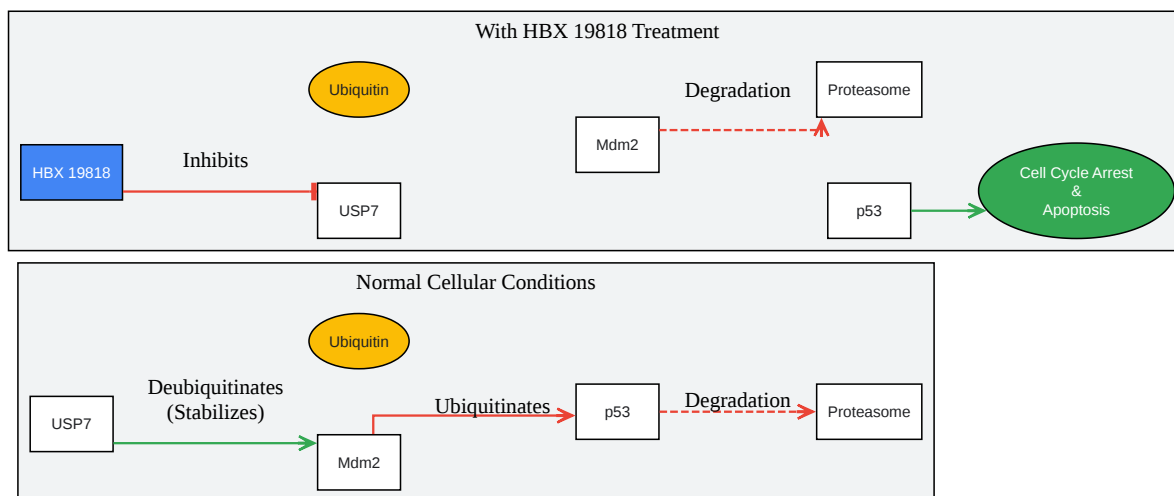 With HBX 19818 Treatment
Ubiquitin
Degradation
Proteasome
Mdm2
HBX 19818
Inhibits
USP7
p53
Cell Cycle Arrest
&
Apoptosis
Normal Cellular Conditions
Ubiquitin
Deubiquitinates
(Stabilizes)
USP7
Mdm2
Ubiquitinates
p53
Degradation
Proteasome